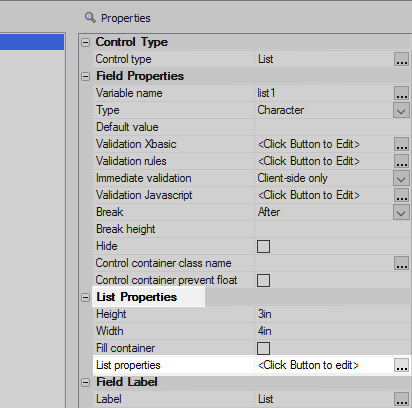 Properties
Control Type
Control type List ...
Field Properties
Variable name list1 ...
Type Character
Default value
Validation Xbasic <Click Button to Edit> ...
Validation rules <Click Button to Edit> ...
Immediate validation Client-side only
Validation Javascript <Click Button to Edit> ...
Break After
Break height
Hide
Control container class name ...
Control container prevent float
List Properties
Height 3in
Width 4in
Fill container
List properties <Click Button to edit> ...
Field Label
Label List ...